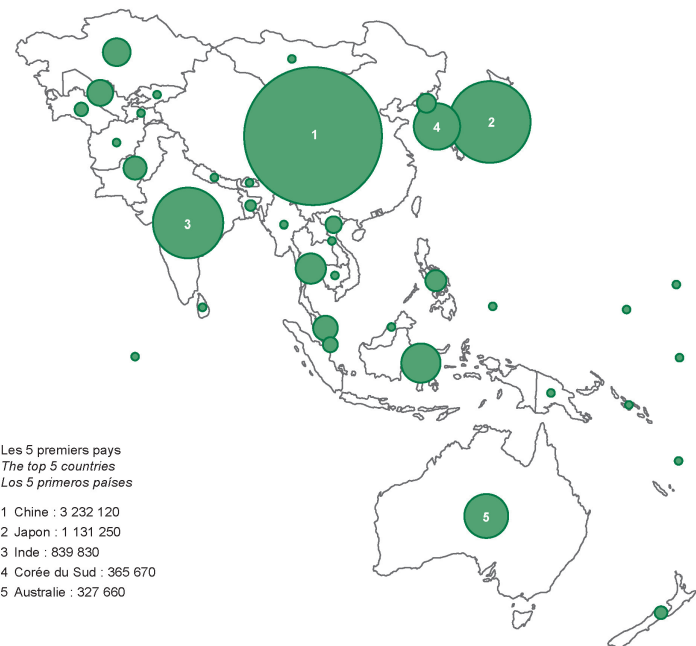 1
2
4
3
5
Les 5 premiers pays
The top 5 countries
Los 5 primeros países
1 Chine : 3 232 120
2 Japon : 1 131 250
3 Inde : 839 830
4 Corée du Sud : 365 670
5 Australie : 327 660